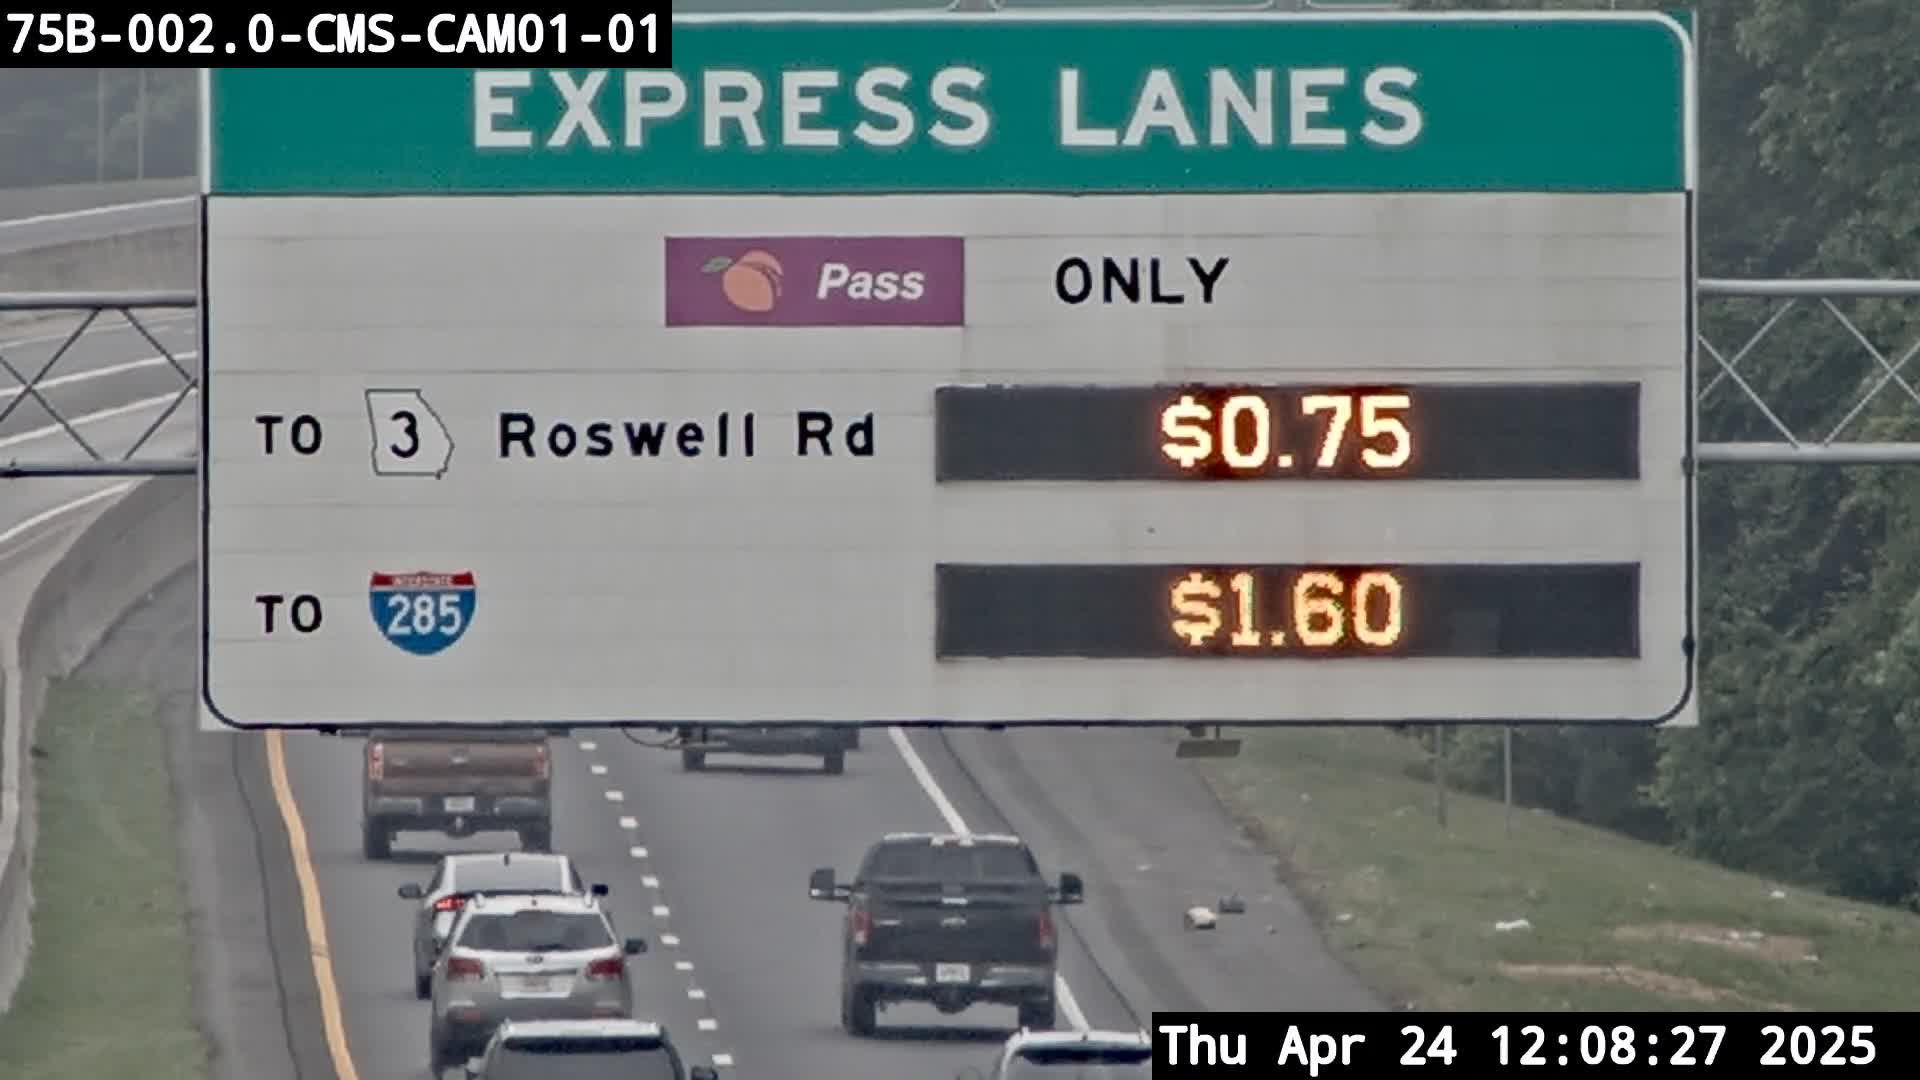 75B-002.0-CMS-CAM01-01
EXPRESS LANES
Pass ONLY
TO 3 Roswell Rd $0.75
TO INTERSTATE 285 $1.60
Thu Apr 24 12:08:27 2025